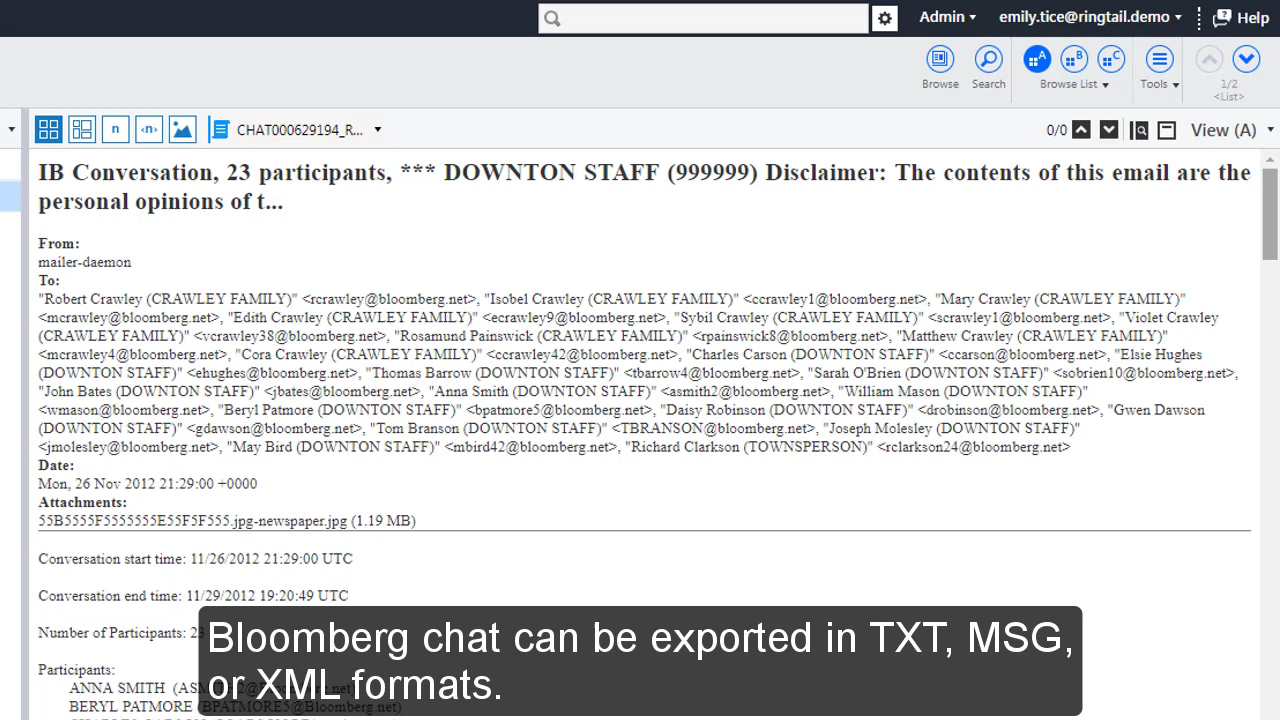 Admin
emily.tice@ringtail.demo
Help
Browse
Search
A
B
C
Browse List
Tools
1/2
<List>
n
‹n›
CHAT000629194_R...
0/0
View (A)
IB Conversation, 23 participants, *** DOWNTON STAFF (999999) Disclaimer: The contents of this email are the
personal opinions of t...
From:
mailer-daemon
To:
"Robert Crawley (CRAWLEY FAMILY)" <rcrawley@bloomberg.net>, "Isobel Crawley (CRAWLEY FAMILY)" <ccrawley1@bloomberg.net>, "Mary Crawley (CRAWLEY FAMILY)"
<mcrawley@bloomberg.net>, "Edith Crawley (CRAWLEY FAMILY)" <ecrawley9@bloomberg.net>, "Sybil Crawley (CRAWLEY FAMILY)" <scrawley1@bloomberg.net>, "Violet Crawley
(CRAWLEY FAMILY)" <vcrawley38@bloomberg.net>, "Rosamund Painswick (CRAWLEY FAMILY)" <rpainswick8@bloomberg.net>, "Matthew Crawley (CRAWLEY FAMILY)"
<mcrawley4@bloomberg.net>, "Cora Crawley (CRAWLEY FAMILY)" <ccrawley42@bloomberg.net>, "Charles Carson (DOWNTON STAFF)" <ccarson@bloomberg.net>, "Elsie Hughes
(DOWNTON STAFF)" <ehughes@bloomberg.net>, "Thomas Barrow (DOWNTON STAFF)" <tbarrow4@bloomberg.net>, "Sarah O'Brien (DOWNTON STAFF)" <sobrien10@bloomberg.net>,
"John Bates (DOWNTON STAFF)" <jbates@bloomberg.net>, "Anna Smith (DOWNTON STAFF)" <asmith2@bloomberg.net>, "William Mason (DOWNTON STAFF)"
<wmason@bloomberg.net>, "Beryl Patmore (DOWNTON STAFF)" <bpatmore5@bloomberg.net>, "Daisy Robinson (DOWNTON STAFF)" <drobinson@bloomberg.net>, "Gwen Dawson
(DOWNTON STAFF)" <gdawson@bloomberg.net>, "Tom Branson (DOWNTON STAFF)" <TBRANSON@bloomberg.net>, "Joseph Molesley (DOWNTON STAFF)"
<jmolesley@bloomberg.net>, "May Bird (DOWNTON STAFF)" <mbird42@bloomberg.net>, "Richard Clarkson (TOWNSPERSON)" <rclarkson24@bloomberg.net>
Date:
Mon, 26 Nov 2012 21:29:00 +0000
Attachments:
55B5555F5555555E55F5F555.jpg-newspaper.jpg (1.19 MB)
Conversation start time: 11/26/2012 21:29:00 UTC
Conversation end time: 11/29/2012 19:20:49 UTC
Number of Participants: 23
Bloomberg chat can be exported in TXT, MSG,
or XML formats.
Participants:
ANNA SMITH (ASMITH2@Bloomberg.net)
BERYL PATMORE (BPATMORE5@Bloomberg.net)